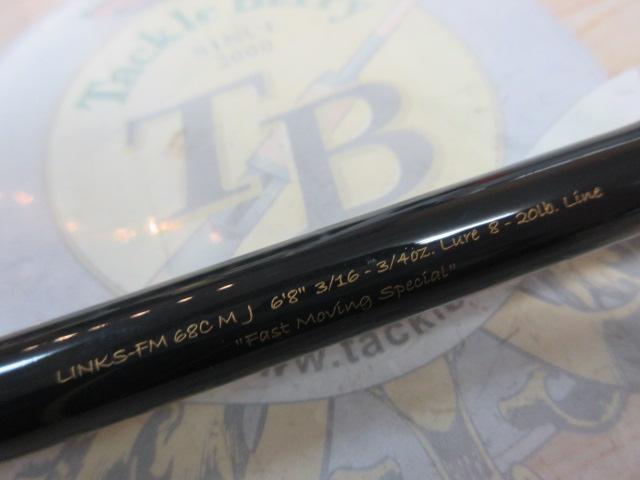 Tackle Berry
SINCE
2000
TB
LINKS-FM 68C M J 6'8" 3/16 - 3/4oz. Lure 8 - 20lb. Line
"Fast Moving Special"
www.tackle